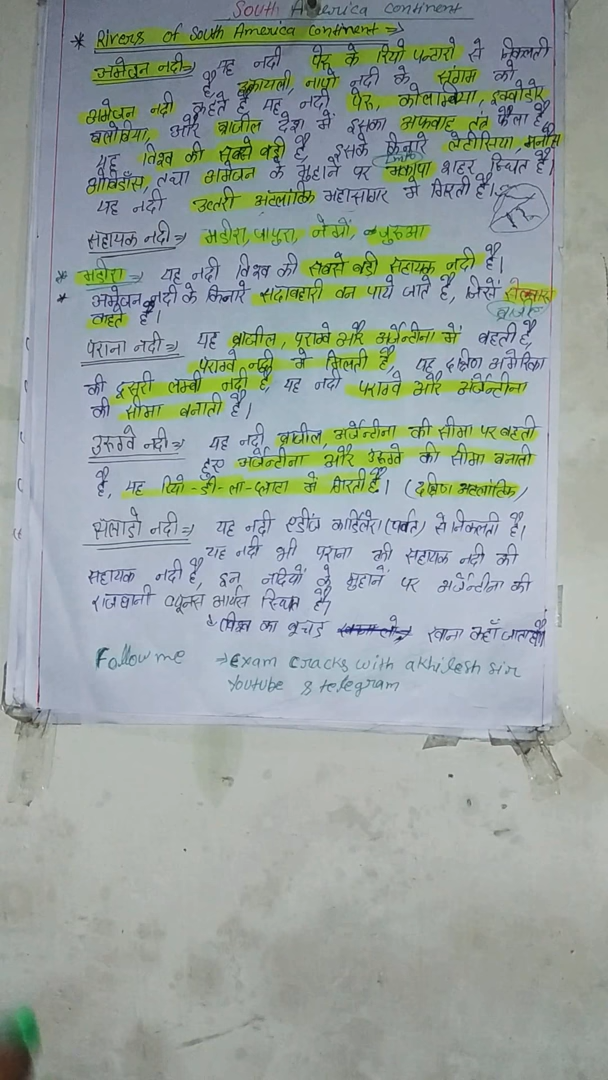 South America continent
* Rivers of South America continent ⇒
अमेजन नदी ⇒ यह नदी पेरू के रियो पन्टारो से निकलती
है, उकायली, नापो नदी के संगम को
अमेजन नदी कहते है यह नदी पेरू, कोलाम्बिया, इक्वोडोर
बलोविया, और ब्राजील देश में इसका अफवाह तंत्र फैला है
यह विश्व की सबसे बड़ी है, इसके किनारे लेटीसिया, मनौस
ओबिडोंस, तथा अमेजन के मुहाने पर मकापा शहर स्थित है।
यह नदी उत्तरी अटलांटिक महासागर में गिरती है।
सहायक नदी ⇒ मडीरा, पापुरा, नेग्रो, पुरूमा
* मडीरा ⇒ यह नदी विश्व की सबसे बडी सहायक नदी है।
* अमेजन नदी के किनारे सदाबहारी वन पाये जाते है, जिसे सेल्वास
कहते है। ब्राजील
पराना नदी ⇒ यह ब्राजील, पराग्वे और अर्जेन्टीना में बहती है,
पराग्वे नदी में मिलती है, यह दक्षिण अमेरिका
की दूसरी लम्बी नदी है, यह नदी पराग्वे और अर्जेन्टीना
की सीमा बनाती है।
उरूग्वे नदी ⇒ यह नदी ब्राजील, अर्जेन्टीना की सीमा पर बहती
हुए अर्जेन्टीना और उरूग्वे की सीमा बनाती
है, यह रियो-डी-ला-प्लाटा में गिरती है। (दक्षिण अटलांटिक)
सेलाडो नदी ⇒ यह नदी एंडीज कार्डिलेरा (पर्वत) से निकलती है।
यह नदी भी पराना की सहायक नदी की
सहायक नदी है, इन नदियों के मुहाने पर अर्जेन्टीना की
राजधानी ब्यूनस आयर्स स्थित है।
विश्व का बूचड़ खाना कहाँ जाता है।
Follow me ⇒ Exam Cracks with akhilesh sir
Youtube & telegram